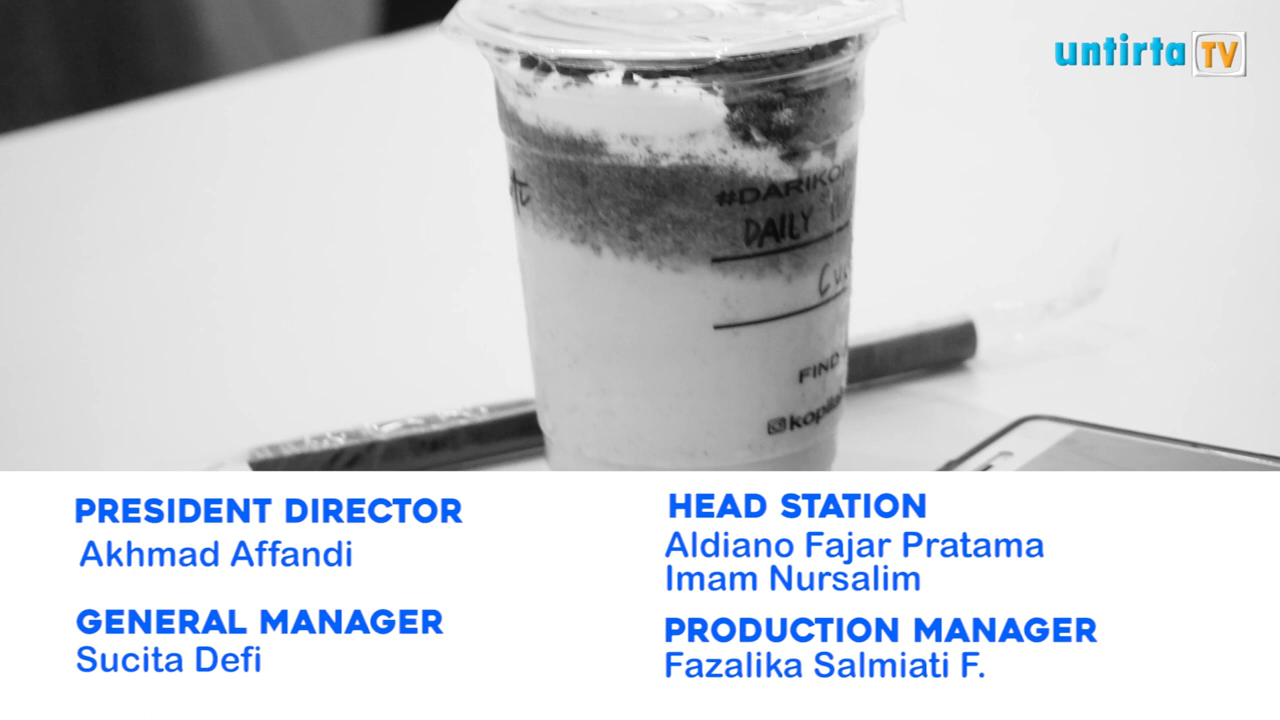 untirta TV
#DARIKO
DAILY
FIND
PRESIDENT DIRECTOR
Akhmad Affandi
GENERAL MANAGER
Sucita Defi
HEAD STATION
Aldiano Fajar Pratama
Imam Nursalim
PRODUCTION MANAGER
Fazalika Salmiati F.